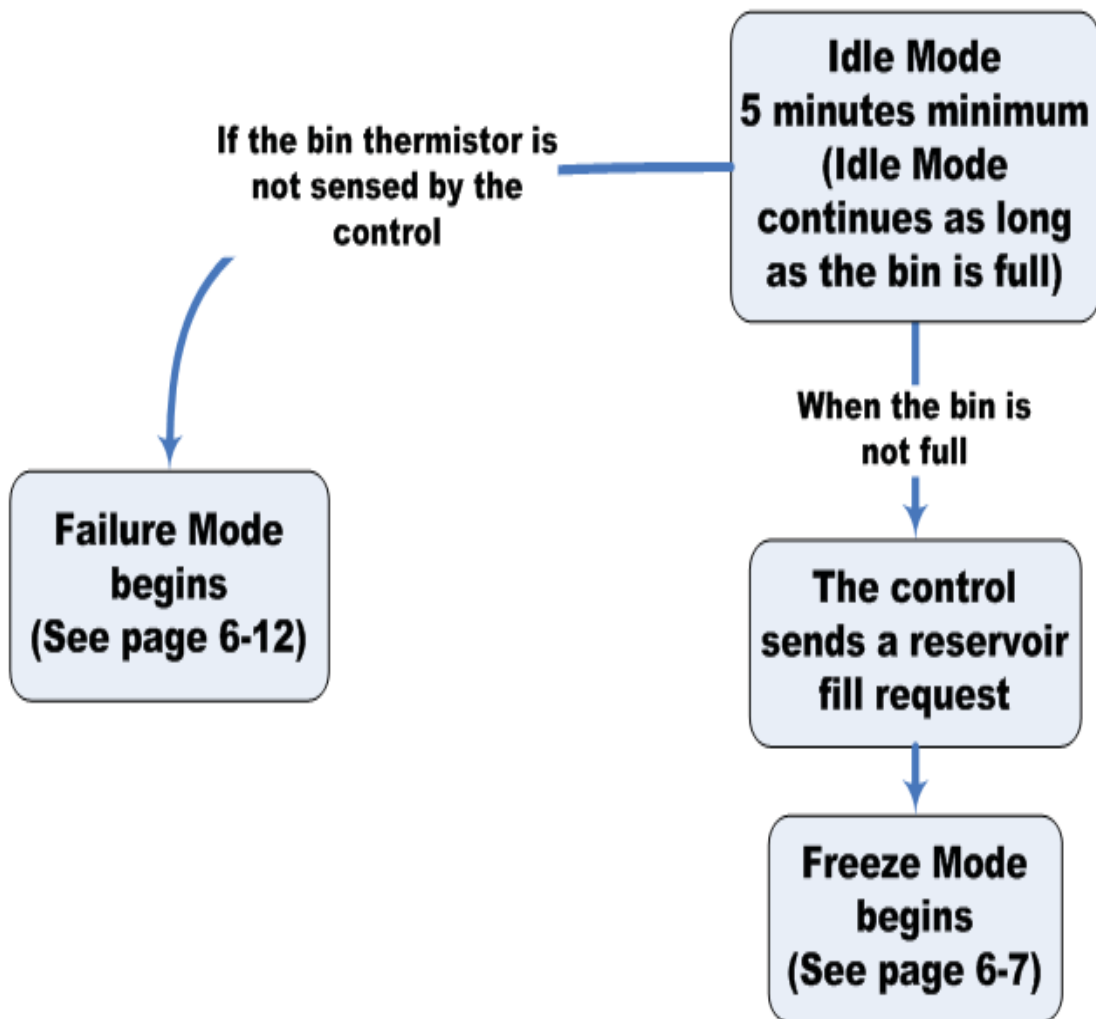 Idle Mode
5 minutes minimum
(Idle Mode
continues as long
as the bin is full)
If the bin thermistor is
not sensed by the
control
When the bin is
not full
Failure Mode
begins
(See page 6-12)
The control
sends a reservoir
fill request
Freeze Mode
begins
(See page 6-7)